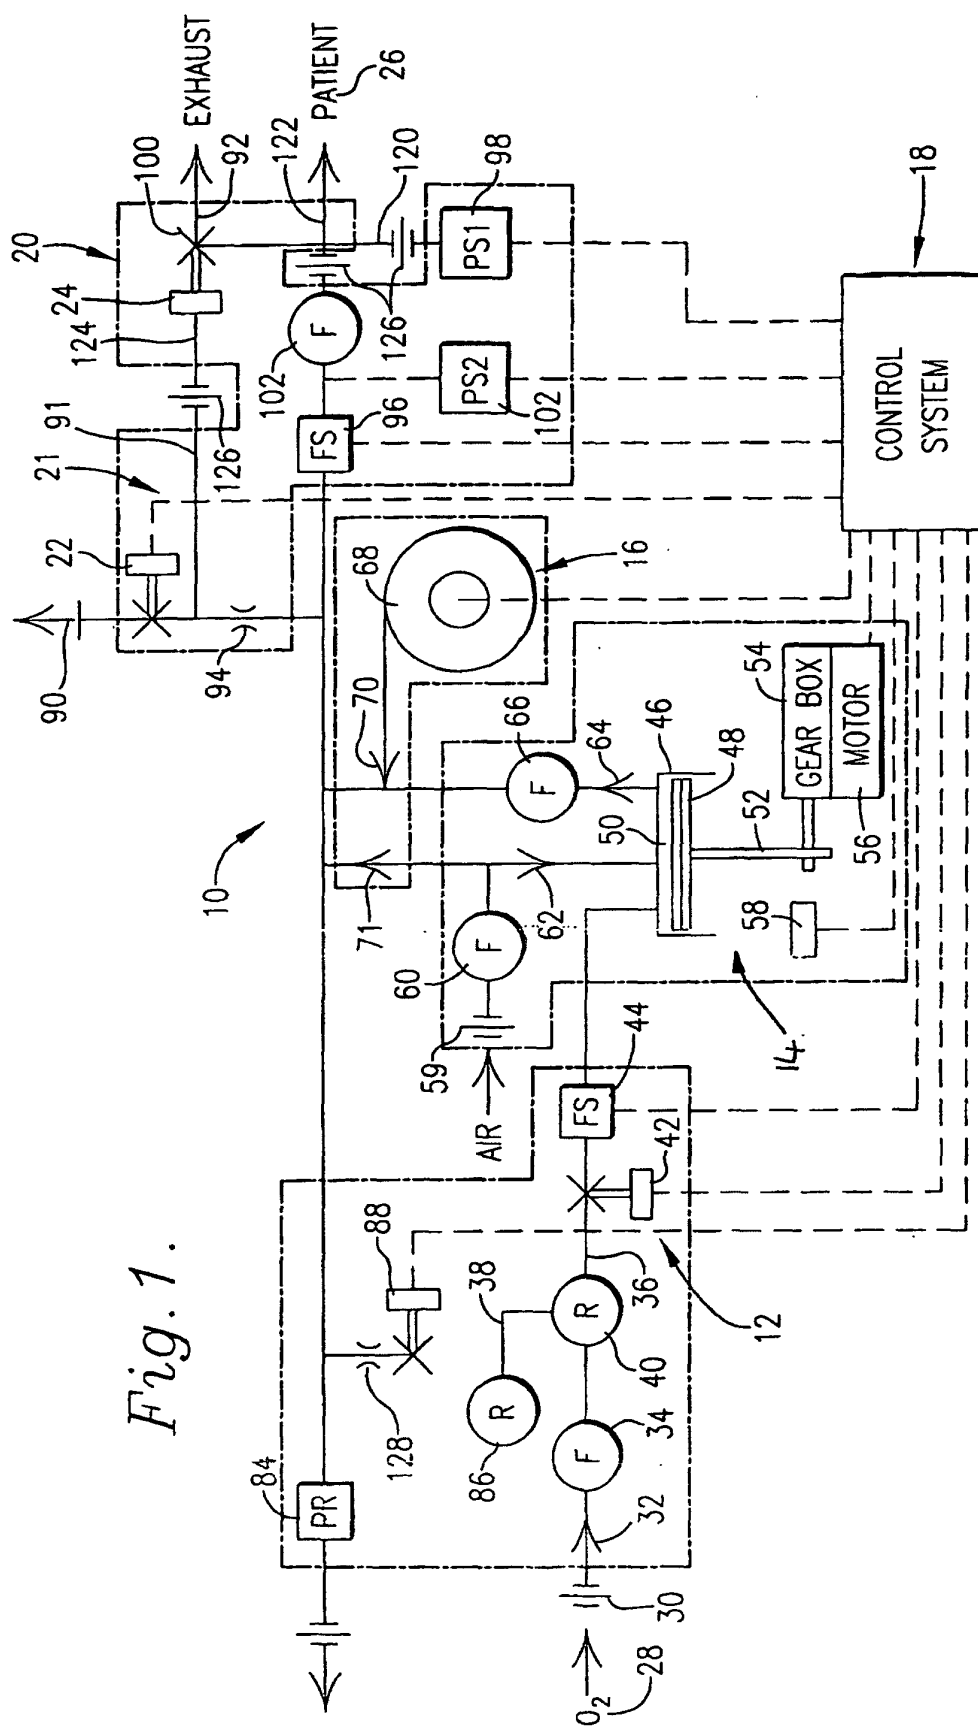 Fig. 1.
10
20
100
EXHAUST
92
24
124
91
21
22
90
126
94
102
F
PATIENT
26
122
120
126
98
PS1
PS2
102
FS
96
68
16
70
71
66
F
64
60
F
59
AIR
62
46
48
50
52
54
GEAR BOX
MOTOR
56
58
14
18
CONTROL
SYSTEM
84
PR
88
128
38
R
86
R
40
36
12
42
FS
44
F
34
32
30
O2
28